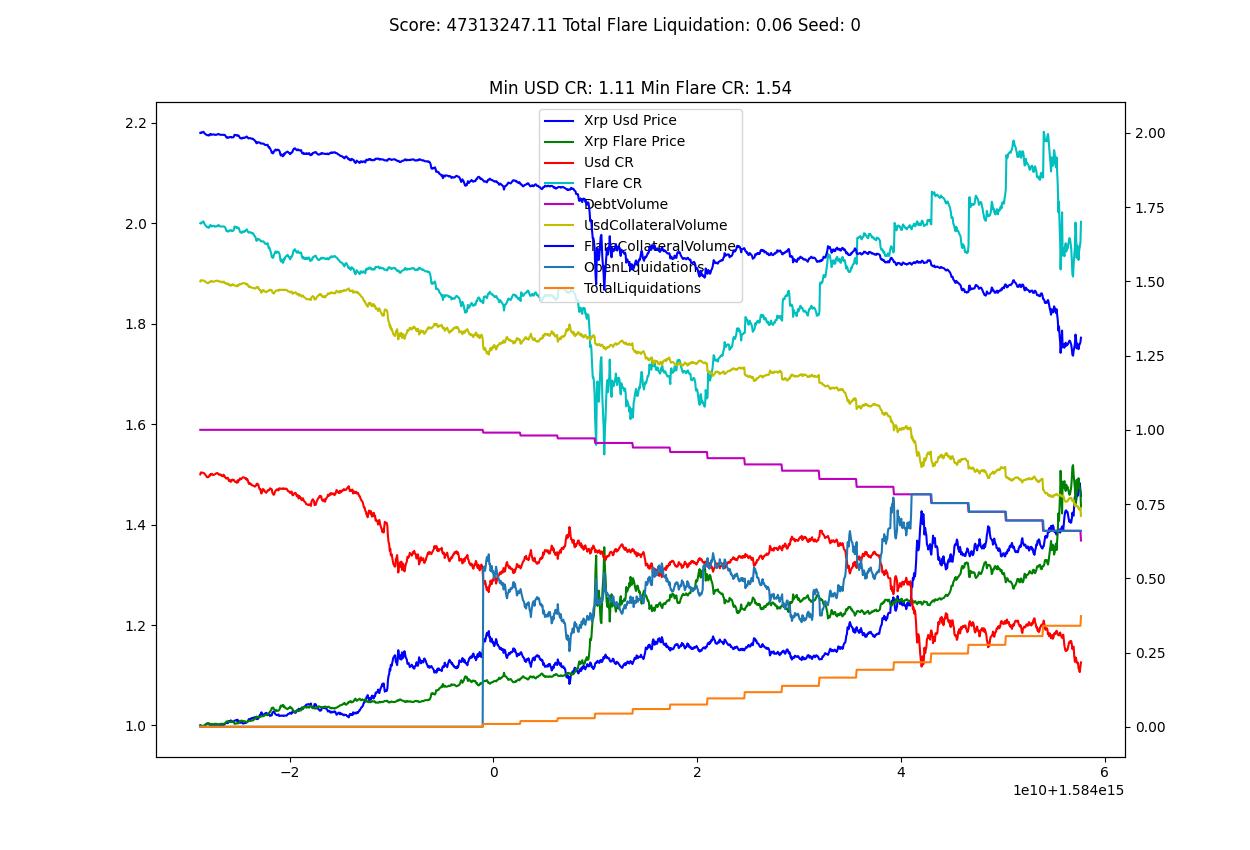 Score: 47313247.11 Total Flare Liquidation: 0.06 Seed: 0
Min USD CR: 1.11 Min Flare CR: 1.54
Xrp Usd Price
Xrp Flare Price
Usd CR
Flare CR
DebtVolume
UsdCollateralVolume
FlareCollateralVolume
OpenLiquidations
TotalLiquidations
2.2
2.0
1.8
1.6
1.4
1.2
1.0
2.00
1.75
1.50
1.25
1.00
0.75
0.50
0.25
0.00
−2 0 2 4 6
1e10+1.584e15